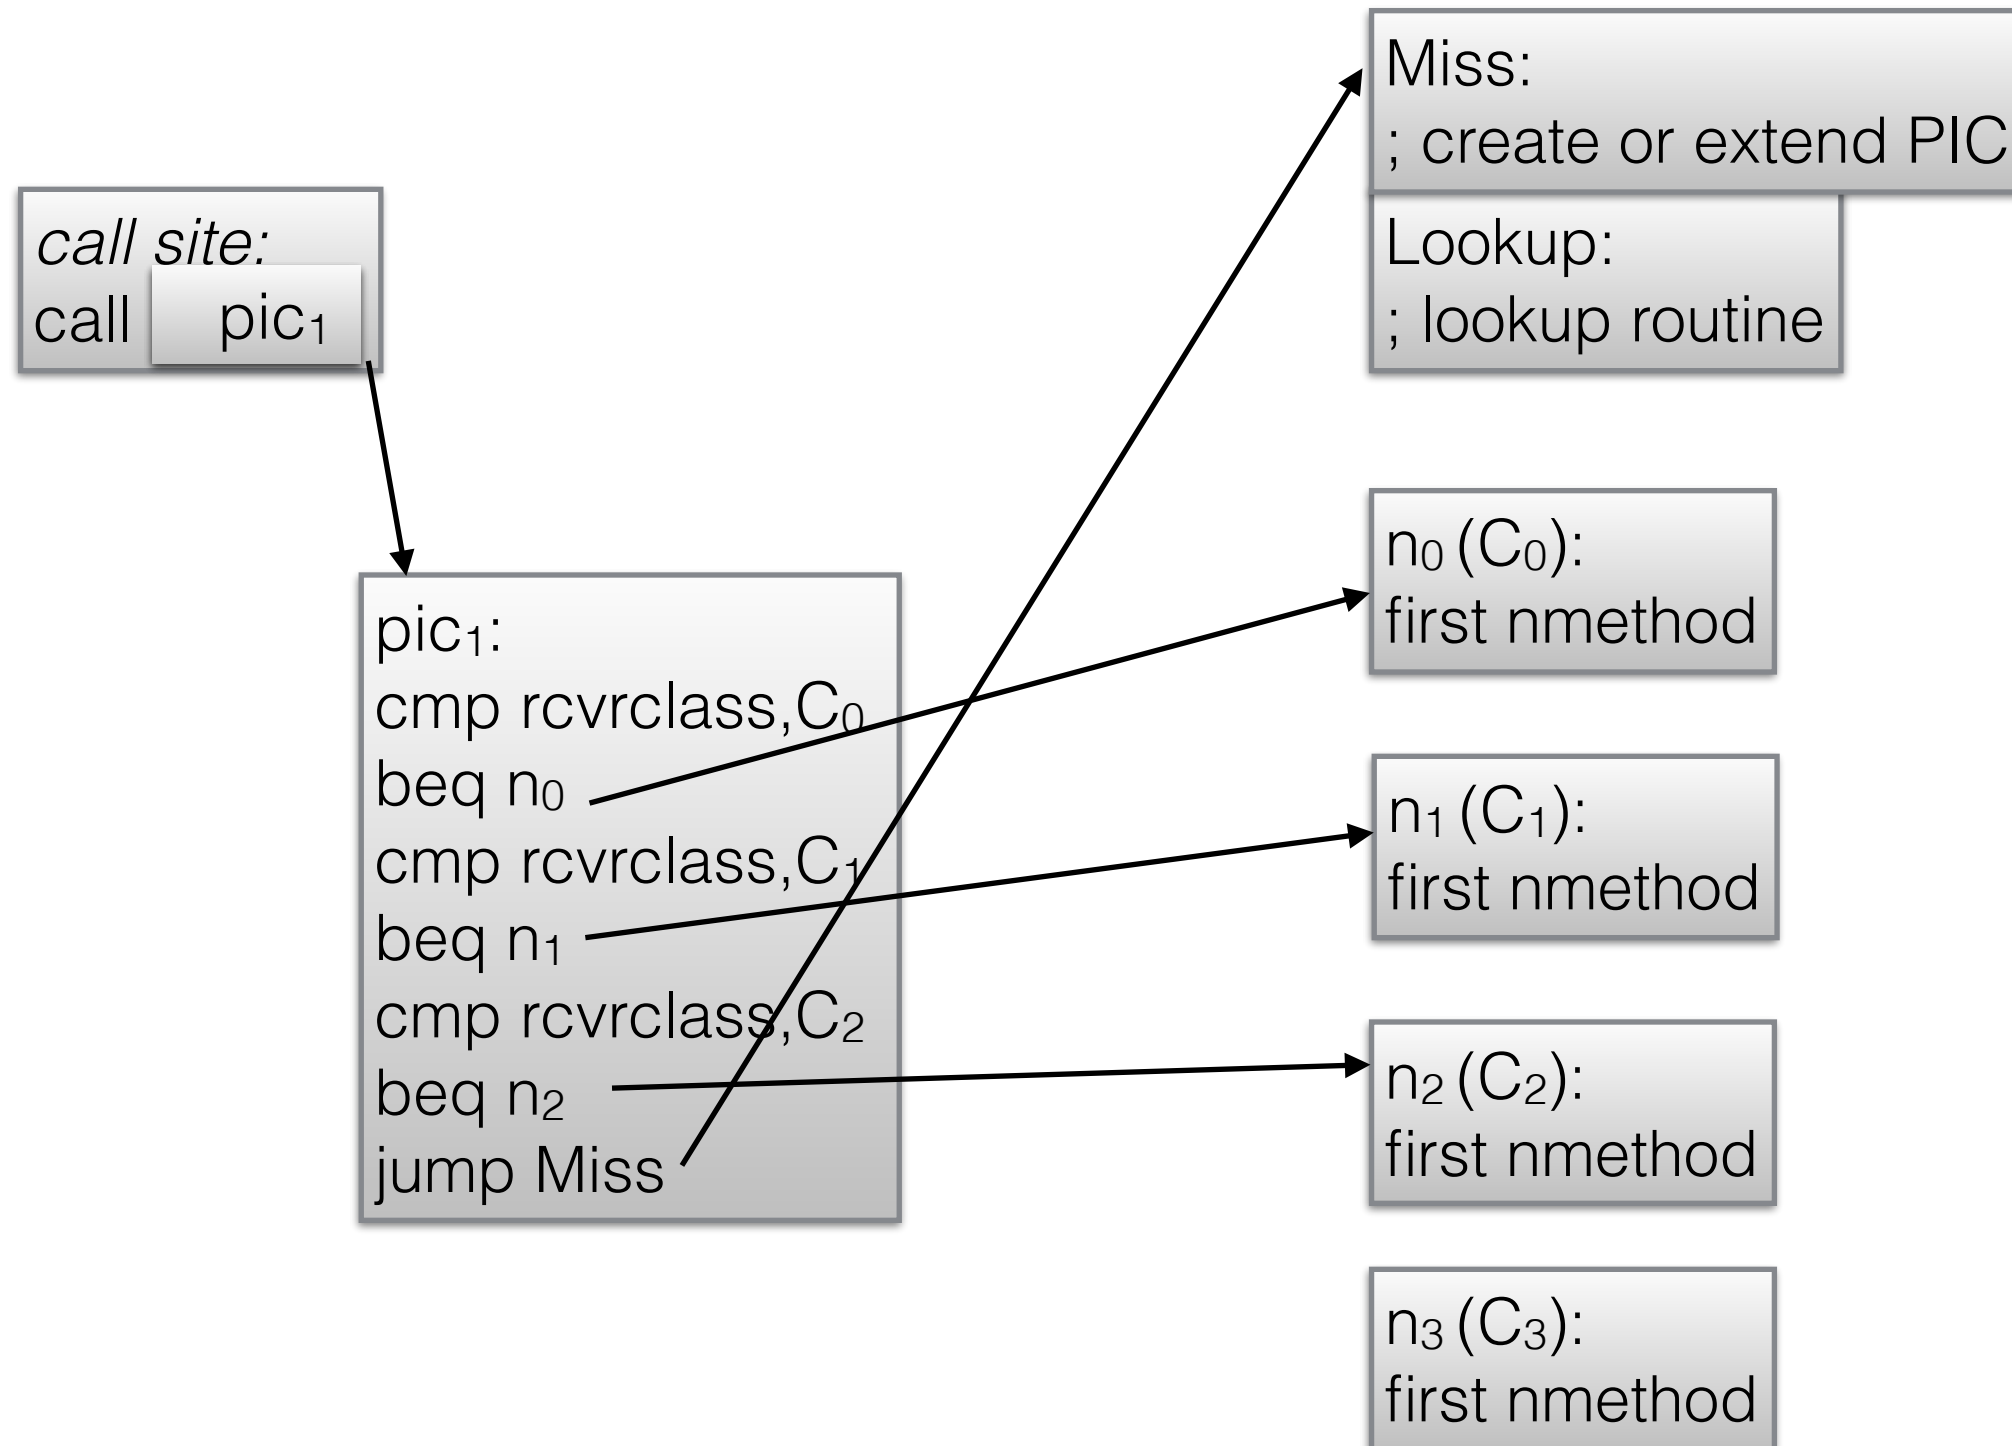 call site:
call pic₁
pic₁:
cmp rcvrclass,C₀
beq n₀
cmp rcvrclass,C₁
beq n₁
cmp rcvrclass,C₂
beq n₂
jump Miss
Miss:
; create or extend PIC
Lookup:
; lookup routine
n₀ (C₀):
first nmethod
n₁ (C₁):
first nmethod
n₂ (C₂):
first nmethod
n₃ (C₃):
first nmethod